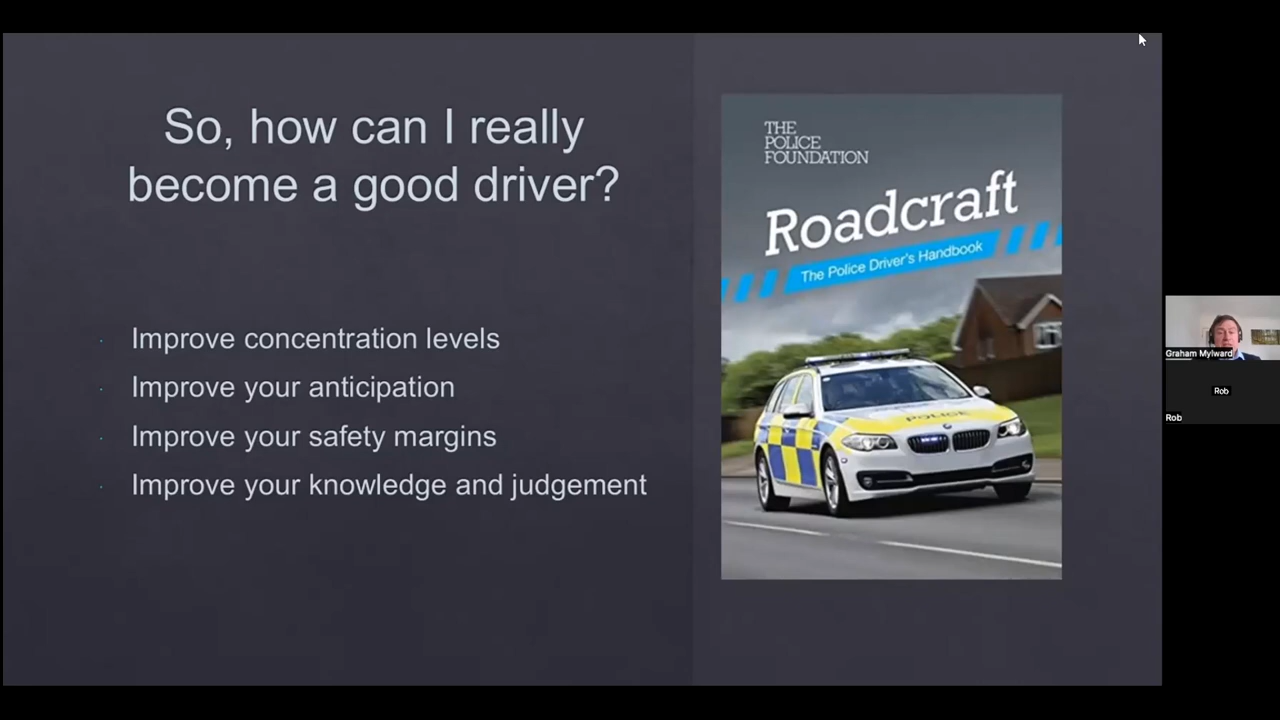 So, how can I really
become a good driver?
Improve concentration levels
Improve your anticipation
Improve your safety margins
Improve your knowledge and judgement
THE
POLICE
FOUNDATION
Roadcraft
The Police Driver's Handbook
POLICE
Graham Mylward
Rob
Rob